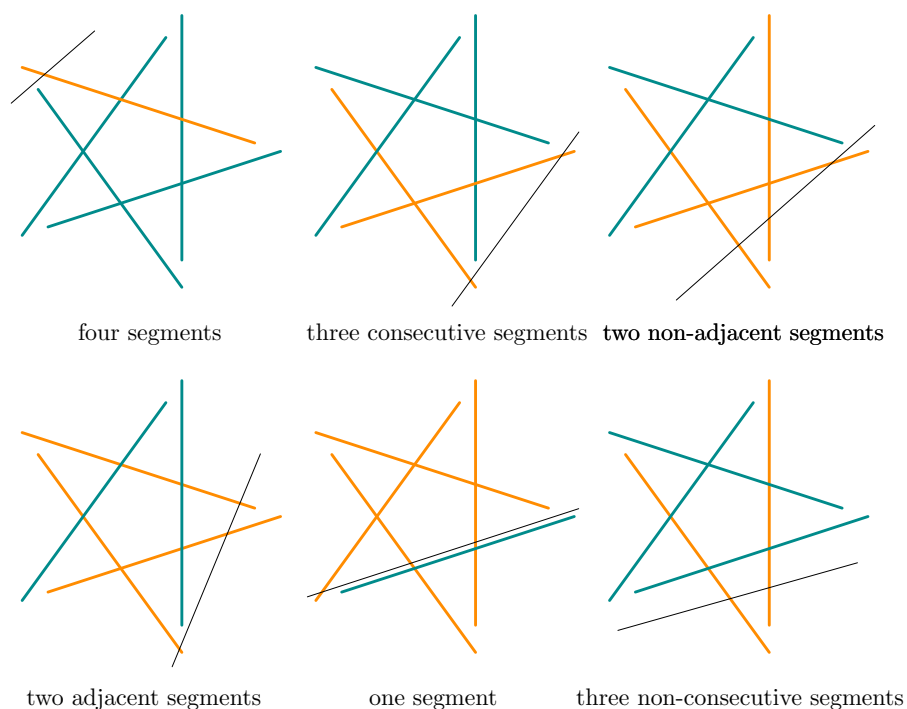 four segments
three consecutive segments
two non-adjacent segments
two adjacent segments
one segment
three non-consecutive segments